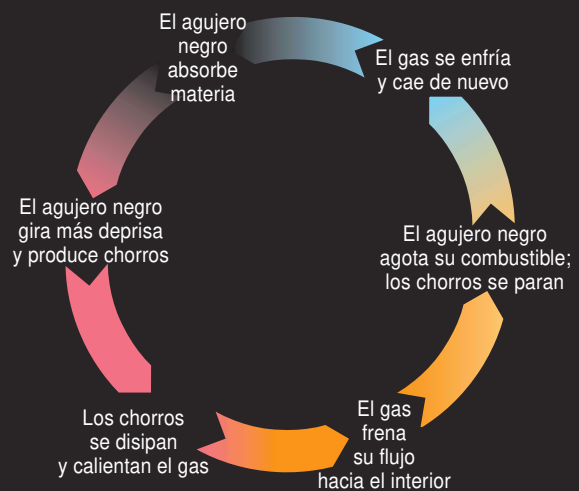 El agujero
negro
absorbe
materia
El gas se enfría
y cae de nuevo
El agujero negro
agota su combustible;
los chorros se paran
El gas
frena
su flujo
hacia el interior
Los chorros
se disipan
y calientan el gas
El agujero negro
gira más deprisa
y produce chorros